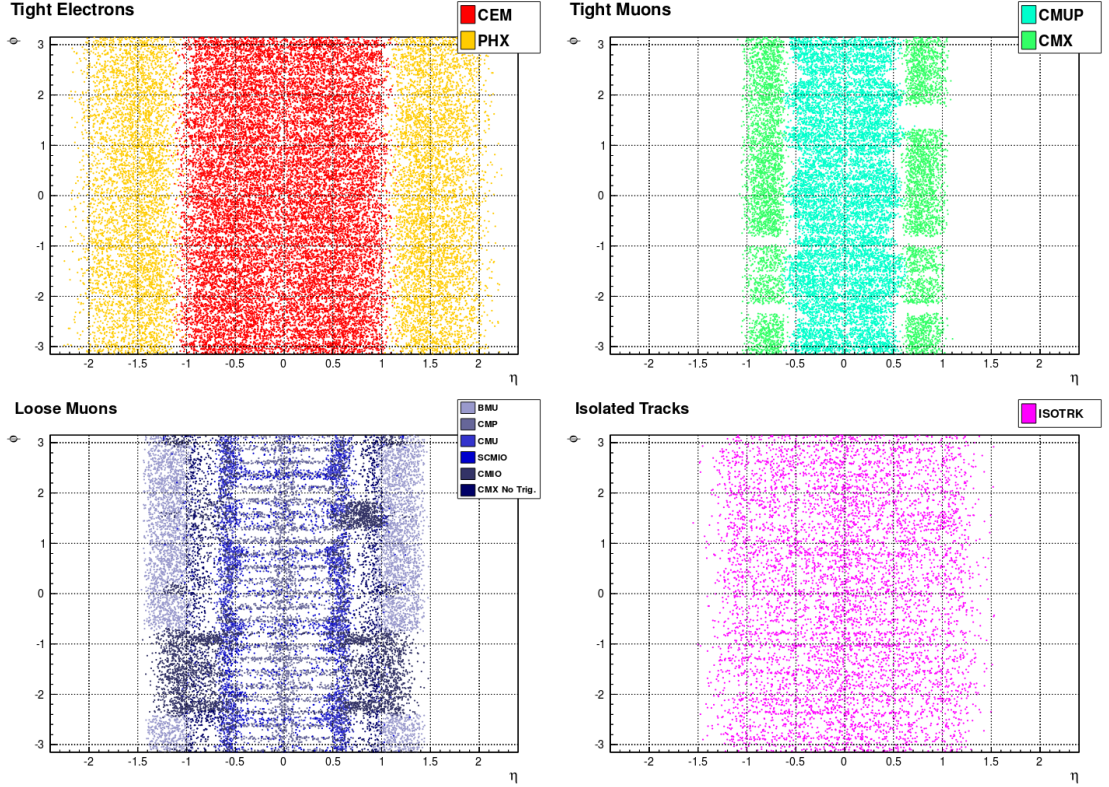 Tight Electrons
CEM
PHX
ϕ
3
2
1
0
-1
-2
-3
-2 -1.5 -1 -0.5 0 0.5 1 1.5 2
η
Tight Muons
CMUP
CMX
ϕ
3
2
1
0
-1
-2
-3
-2 -1.5 -1 -0.5 0 0.5 1 1.5 2
η
Loose Muons
BMU
CMP
CMU
SCMIO
CMIO
CMX No Trig.
ϕ
3
2
1
0
-1
-2
-3
-2 -1.5 -1 -0.5 0 0.5 1 1.5 2
η
Isolated Tracks
ISOTRK
ϕ
3
2
1
0
-1
-2
-3
-2 -1.5 -1 -0.5 0 0.5 1 1.5 2
η